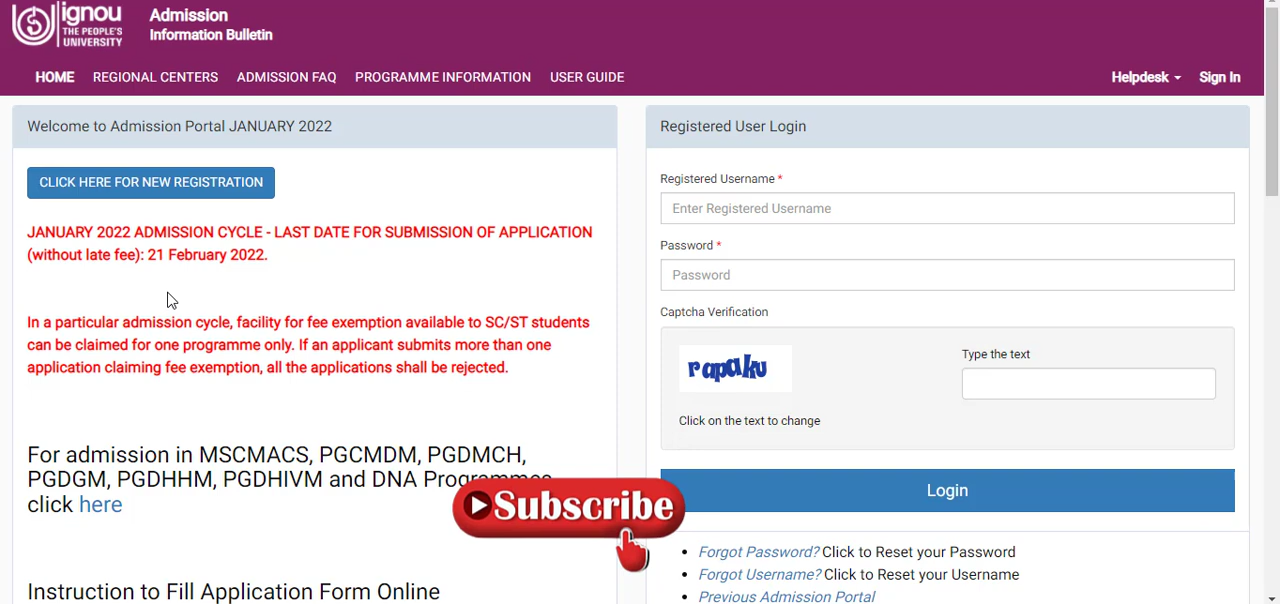 ignou
THE PEOPLE'S
UNIVERSITY
Admission
Information Bulletin
HOME REGIONAL CENTERS ADMISSION FAQ PROGRAMME INFORMATION USER GUIDE Helpdesk Sign In
Welcome to Admission Portal JANUARY 2022
CLICK HERE FOR NEW REGISTRATION
JANUARY 2022 ADMISSION CYCLE - LAST DATE FOR SUBMISSION OF APPLICATION
(without late fee): 21 February 2022.
In a particular admission cycle, facility for fee exemption available to SC/ST students
can be claimed for one programme only. If an applicant submits more than one
application claiming fee exemption, all the applications shall be rejected.
For admission in MSCMACS, PGCMDM, PGDMCH,
PGDGM, PGDHHM, PGDHIVM and DNA Programmes
click here
Instruction to Fill Application Form Online
Registered User Login
Registered Username *
Enter Registered Username
Password *
Password
Captcha Verification
rapaku
Type the text
Click on the text to change
Login
Subscribe
• Forgot Password? Click to Reset your Password
• Forgot Username? Click to Reset your Username
• Previous Admission Portal